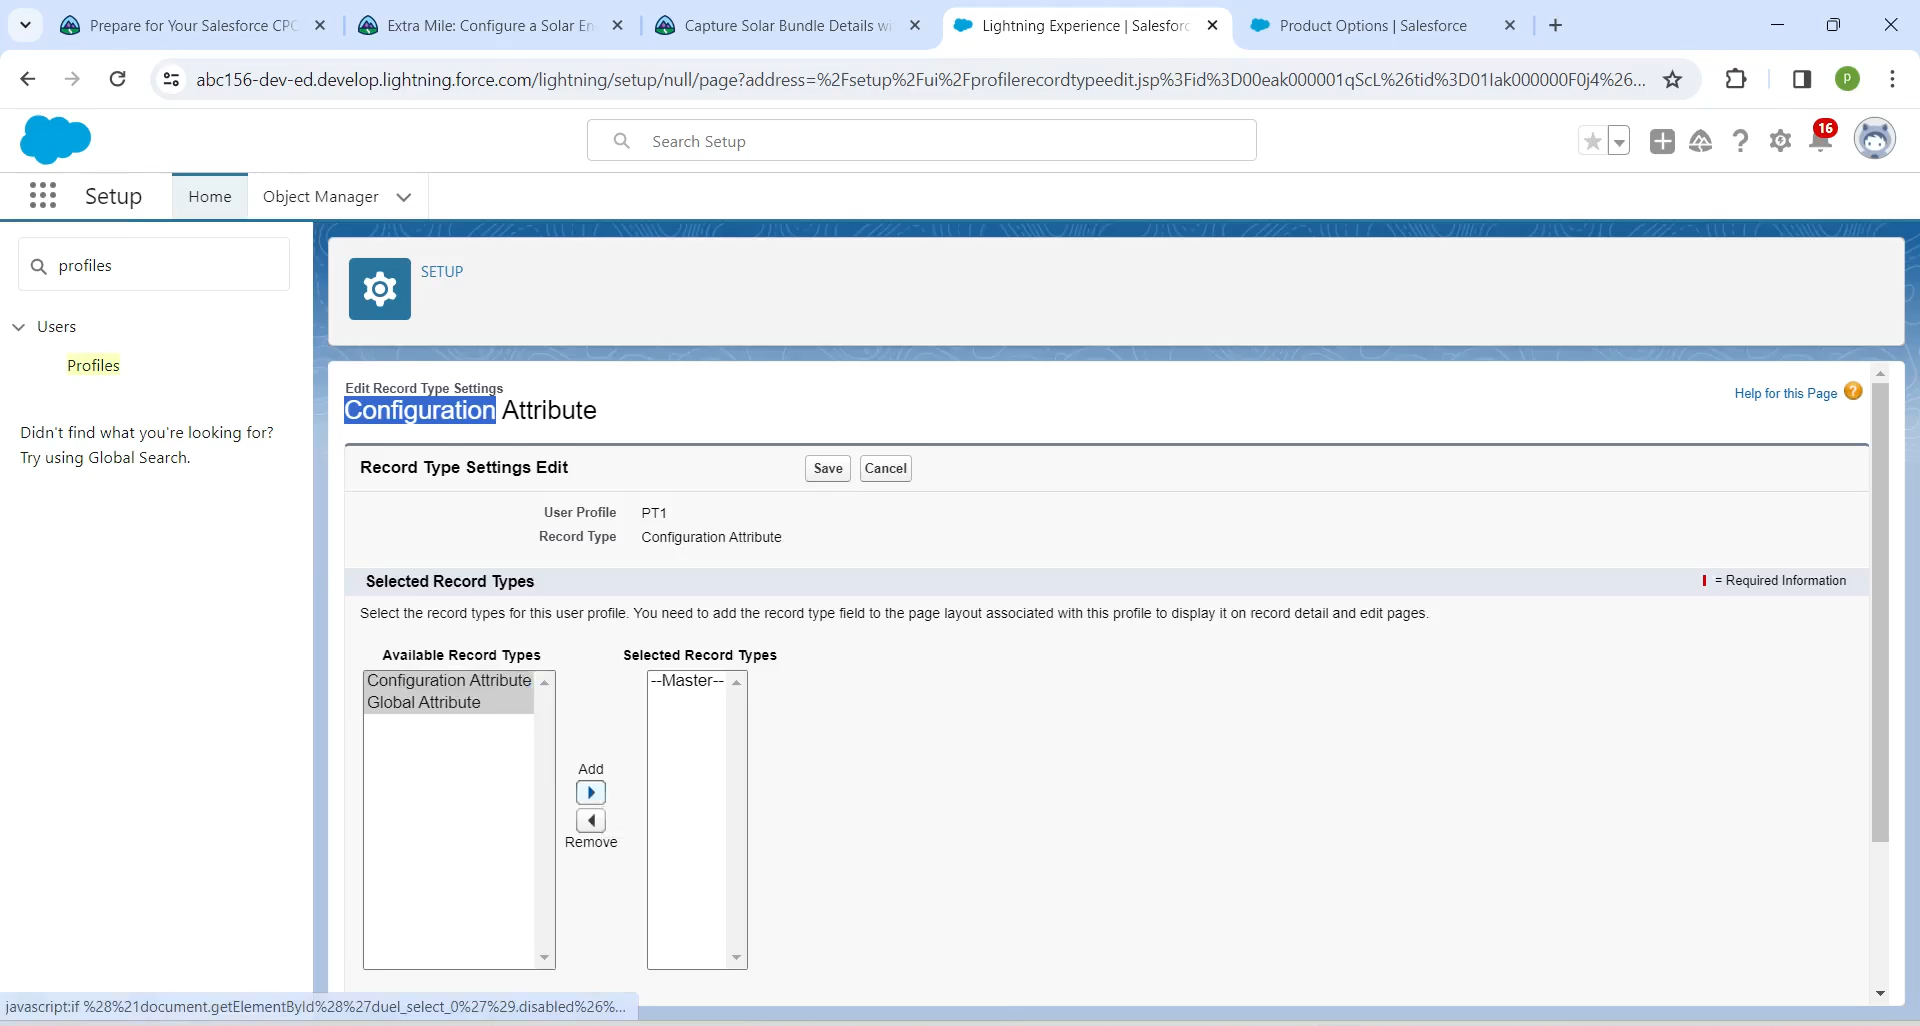 Prepare for Your Salesforce CPQ
Extra Mile: Configure a Solar En
Capture Solar Bundle Details wi
Lightning Experience | Salesforc
Product Options | Salesforce
abc156-dev-ed.develop.lightning.force.com/lightning/setup/null/page?address=%2Fsetup%2Fui%2Fprofilerecordtypeedit.jsp%3Fid%3D00eak000001qScL%26tid%3D01Iak000000F0j4%26...
P
Search Setup
16
Setup
Home
Object Manager
profiles
Users
Profiles
Didn't find what you're looking for?
Try using Global Search.
SETUP
Edit Record Type Settings
Configuration Attribute
Help for this Page
Record Type Settings Edit
Save
Cancel
User Profile PT1
Record Type Configuration Attribute
Selected Record Types
= Required Information
Select the record types for this user profile. You need to add the record type field to the page layout associated with this profile to display it on record detail and edit pages.
Available Record Types
Selected Record Types
Configuration Attribute
Global Attribute
--Master--
Add
Remove
javascript:if %28%21document.getElementById%28%27duel_select_0%27%29.disabled%26%...